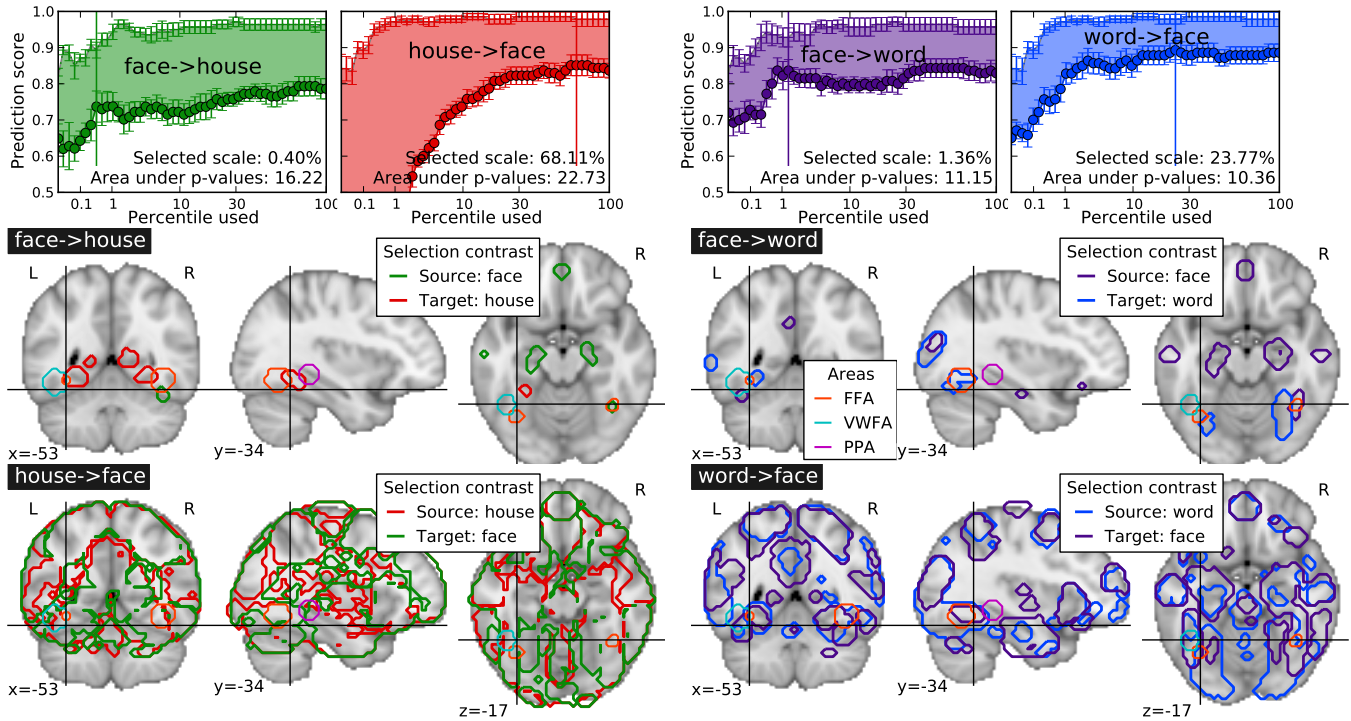 Prediction score
1.0
0.9
0.8
0.7
0.6
0.5
face->house
Selected scale: 0.40%
Area under p-values: 16.22
0.1 1 10 30 100
Percentile used
house->face
Selected scale: 68.11%
Area under p-values: 22.73
0.1 1 10 30 100
Percentile used
Prediction score
1.0
0.9
0.8
0.7
0.6
0.5
face->word
Selected scale: 1.36%
Area under p-values: 11.15
0.1 1 10 30 100
Percentile used
word->face
Selected scale: 23.77%
Area under p-values: 10.36
0.1 1 10 30 100
Percentile used
face->house
L R
x=-53
y=-34
Selection contrast
Source: face
Target: house
R
face->word
L R
x=-53
y=-34
Selection contrast
Source: face
Target: word
R
Areas
FFA
VWFA
PPA
house->face
L R
x=-53
y=-34
Selection contrast
Source: house
Target: face
R
z=-17
word->face
L R
x=-53
y=-34
Selection contrast
Source: word
Target: face
R
z=-17